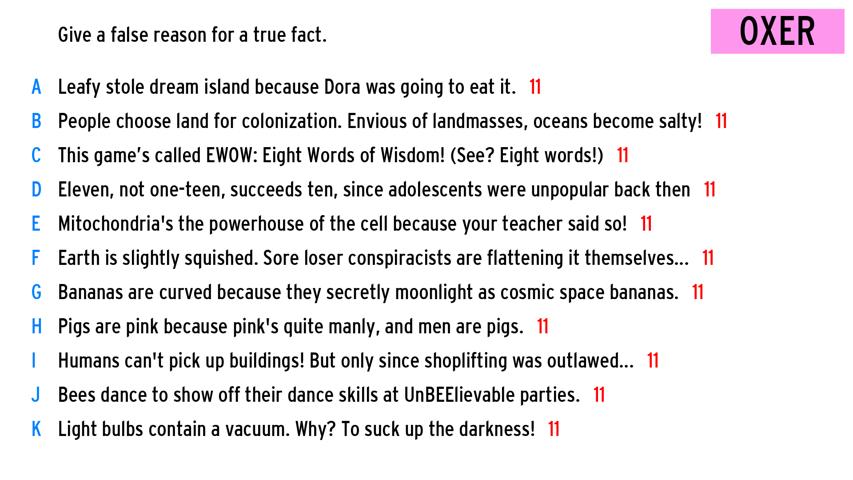 Give a false reason for a true fact.
OXER
A Leafy stole dream island because Dora was going to eat it. 11
B People choose land for colonization. Envious of landmasses, oceans become salty! 11
C This game's called EWOW: Eight Words of Wisdom! (See? Eight words!) 11
D Eleven, not one-teen, succeeds ten, since adolescents were unpopular back then 11
E Mitochondria's the powerhouse of the cell because your teacher said so! 11
F Earth is slightly squished. Sore loser conspiracists are flattening it themselves... 11
G Bananas are curved because they secretly moonlight as cosmic space bananas. 11
H Pigs are pink because pink's quite manly, and men are pigs. 11
I Humans can't pick up buildings! But only since shoplifting was outlawed... 11
J Bees dance to show off their dance skills at UnBEElievable parties. 11
K Light bulbs contain a vacuum. Why? To suck up the darkness! 11